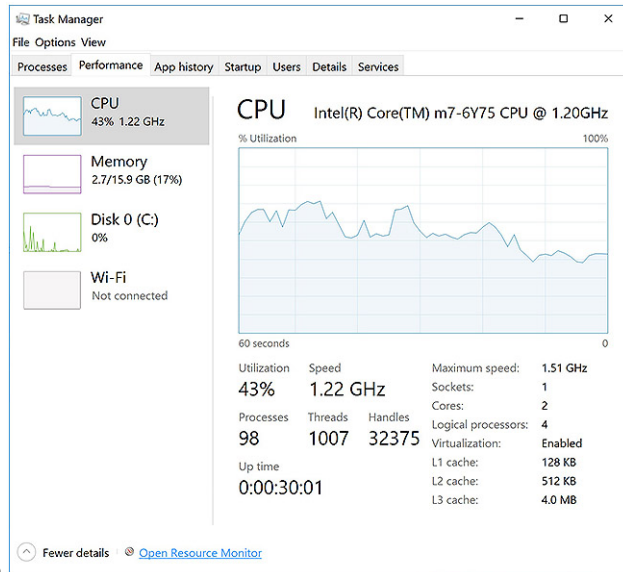 Task Manager
File Options View
Processes Performance App history Startup Users Details Services
CPU
43% 1.22 GHz
Memory
2.7/15.9 GB (17%)
Disk 0 (C:)
0%
Wi-Fi
Not connected
CPU Intel(R) Core(TM) m7-6Y75 CPU @ 1.20GHz
% Utilization 100%
60 seconds 0
Utilization Speed
43% 1.22 GHz
Processes Threads Handles
98 1007 32375
Up time
0:00:30:01
Maximum speed: 1.51 GHz
Sockets: 1
Cores: 2
Logical processors: 4
Virtualization: Enabled
L1 cache: 128 KB
L2 cache: 512 KB
L3 cache: 4.0 MB
Fewer details Open Resource Monitor